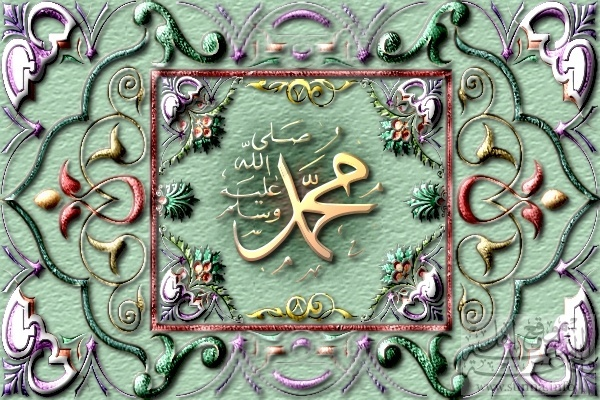 محمد
صلى
الله
عليه
وسلم